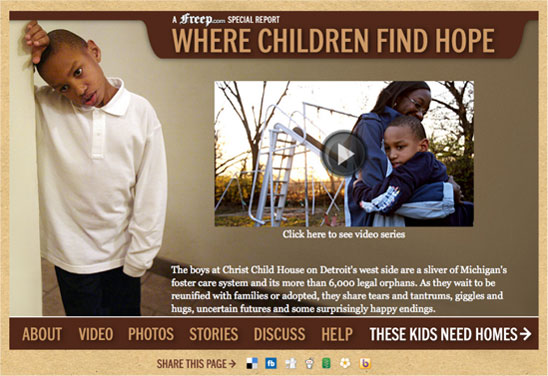 A Freep.com SPECIAL REPORT
WHERE CHILDREN FIND HOPE
Click here to see video series
The boys at Christ Child House on Detroit's west side are a sliver of Michigan's
foster care system and its more than 6,000 legal orphans. As they wait to be
reunified with families or adopted, they share tears and tantrums, giggles and
hugs, uncertain futures and some surprisingly happy endings.
ABOUT VIDEO PHOTOS STORIES DISCUSS HELP THESE KIDS NEED HOMES
SHARE THIS PAGE